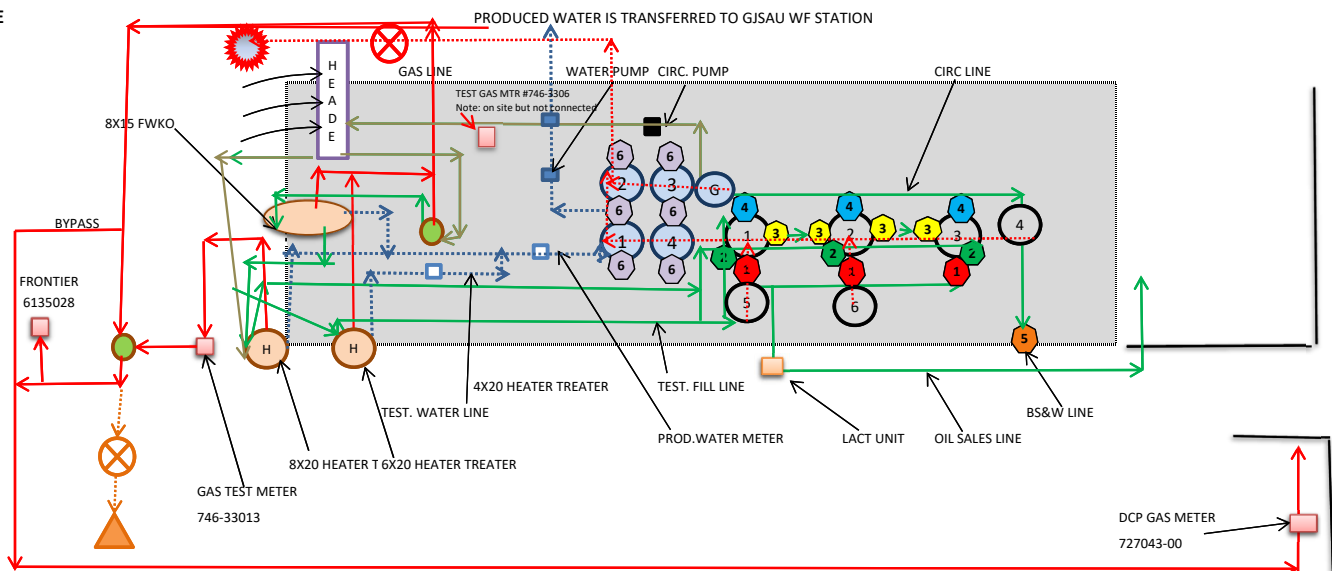 E
PRODUCED WATER IS TRANSFERRED TO GJSAU WF STATION
H
E
A
D
E
GAS LINE
WATER PUMP
CIRC. PUMP
CIRC LINE
TEST GAS MTR #746-3306
Note: on site but not connected
8X15 FWKO
6
6
2
3
G
6
6
1
4
6
6
4
4
4
1
3
3
2
3
3
3
4
2
2
2
1
1
1
5
6
5
BYPASS
FRONTIER
6135028
H
H
4X20 HEATER TREATER
TEST. FILL LINE
TEST. WATER LINE
BS&W LINE
PROD.WATER METER
LACT UNIT
OIL SALES LINE
8X20 HEATER T
6X20 HEATER TREATER
GAS TEST METER
746-33013
DCP GAS METER
727043-00